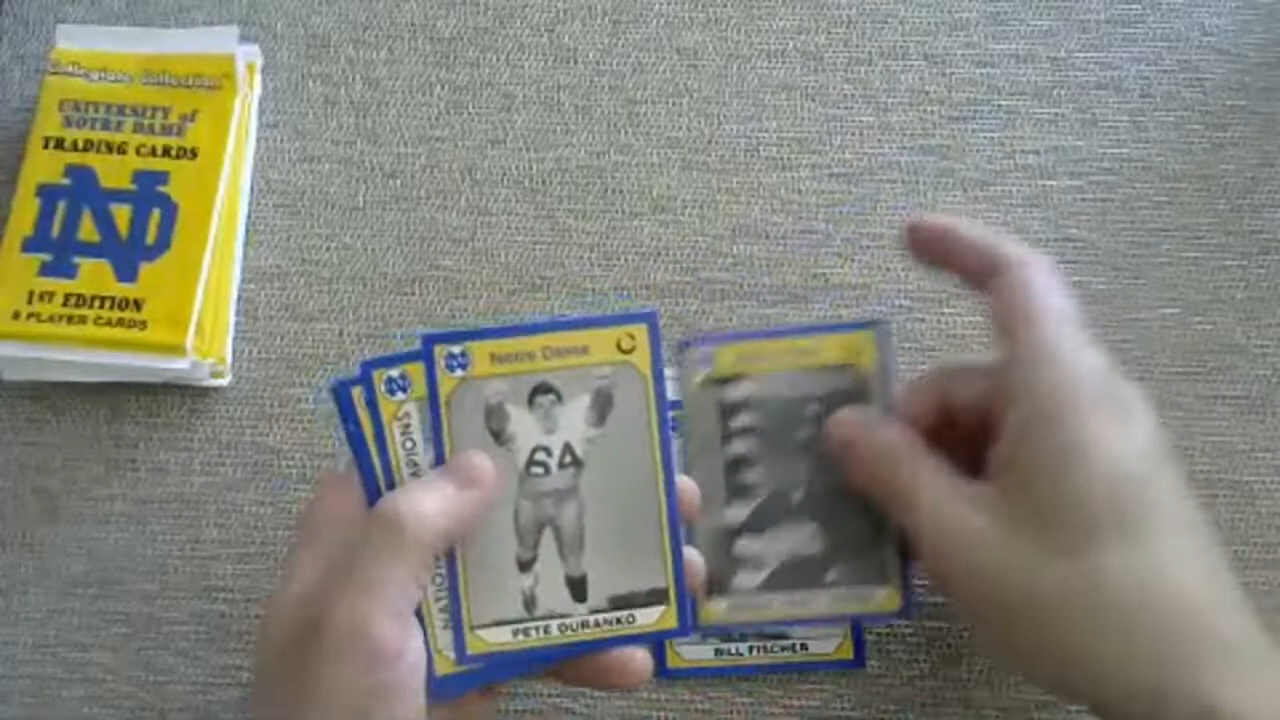 Collegiate Collection
UNIVERSITY of
NOTRE DAME
TRADING CARDS
ND
1ST EDITION
9 PLAYER CARDS
Notre Dame
64
PETE DURANKO
BILL FISCHER